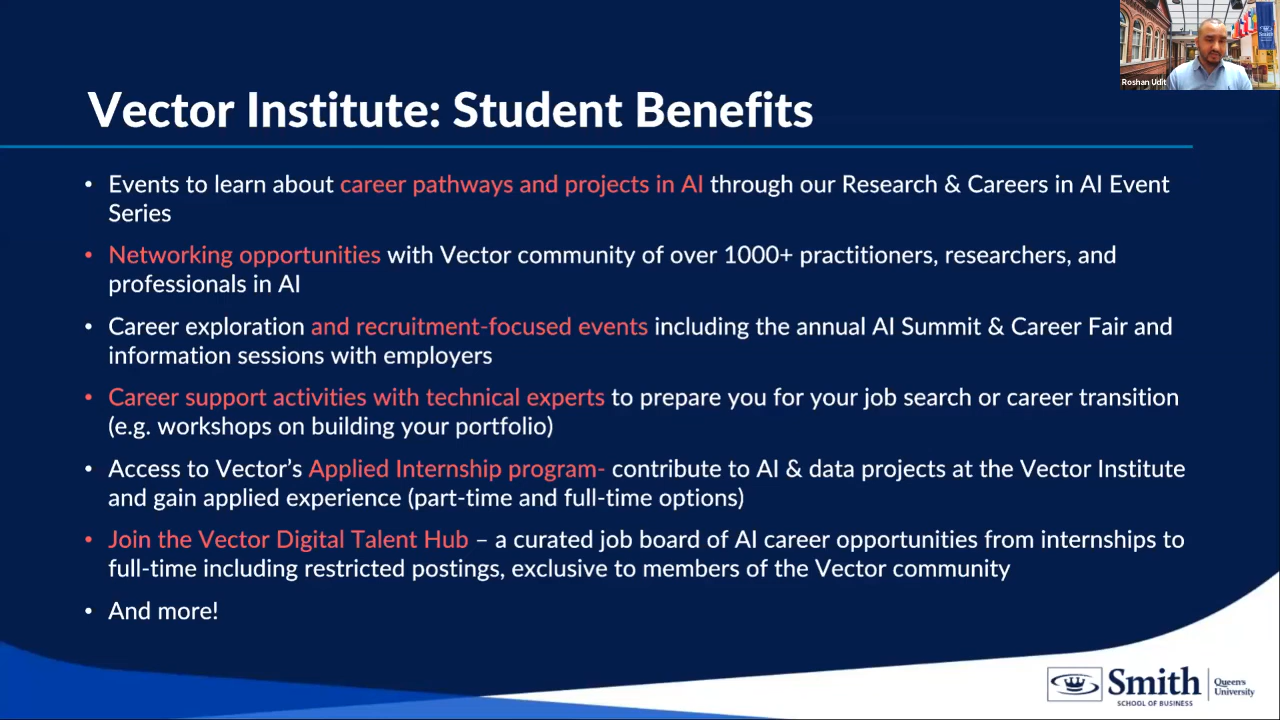 Roshan Udit
Vector Institute: Student Benefits
• Events to learn about career pathways and projects in AI through our Research & Careers in AI Event
Series
• Networking opportunities with Vector community of over 1000+ practitioners, researchers, and
professionals in AI
• Career exploration and recruitment-focused events including the annual AI Summit & Career Fair and
information sessions with employers
• Career support activities with technical experts to prepare you for your job search or career transition
(e.g. workshops on building your portfolio)
• Access to Vector’s Applied Internship program- contribute to AI & data projects at the Vector Institute
and gain applied experience (part-time and full-time options)
• Join the Vector Digital Talent Hub – a curated job board of AI career opportunities from internships to
full-time including restricted postings, exclusive to members of the Vector community
• And more!
Smith
SCHOOL OF BUSINESS
Queen's
University
Smith